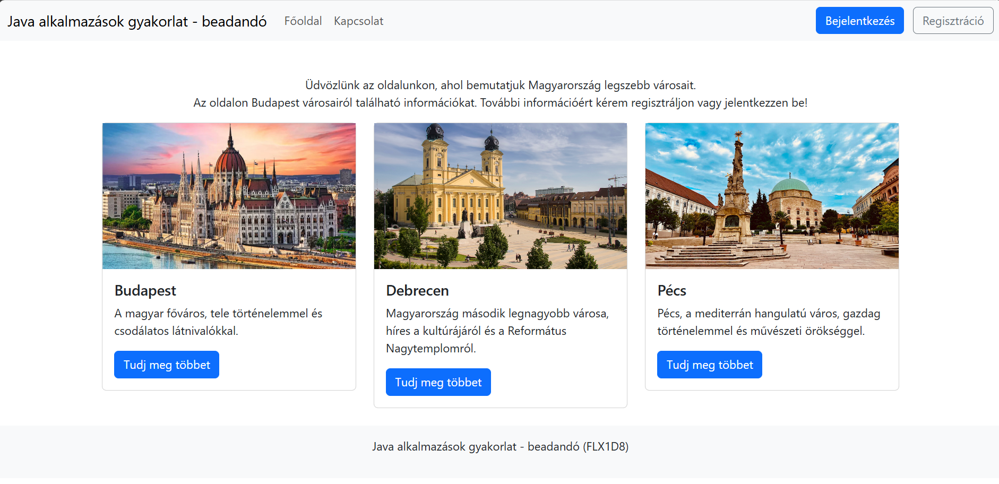 Java alkalmazások gyakorlat - beadandó Főoldal Kapcsolat Bejelentkezés Regisztráció
Üdvözlünk az oldalunkon, ahol bemutatjuk Magyarország legszebb városait.
Az oldalon Budapest városairól található információkat. További információért kérem regisztráljon vagy jelentkezzen be!
Budapest
A magyar főváros, tele történelemmel és
csodálatos látnivalókkal.
Tudj meg többet
Debrecen
Magyarország második legnagyobb városa,
híres a kultúrájáról és a Református
Nagytemplomról.
Tudj meg többet
Pécs
Pécs, a mediterrán hangulatú város, gazdag
történelemmel és művészeti örökséggel.
Tudj meg többet
Java alkalmazások gyakorlat - beadandó (FLX1D8)